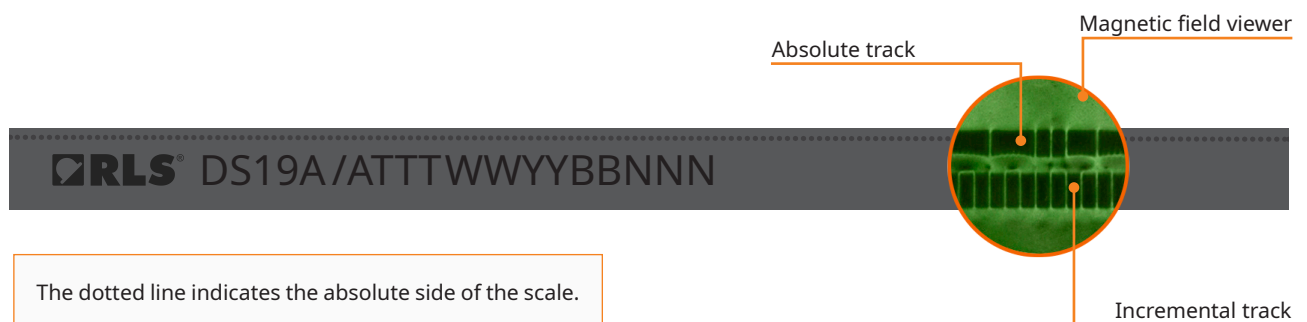 Magnetic field viewer
Absolute track
RLS® DS19A/ATTTWWYYBBNNN
The dotted line indicates the absolute side of the scale.
Incremental track